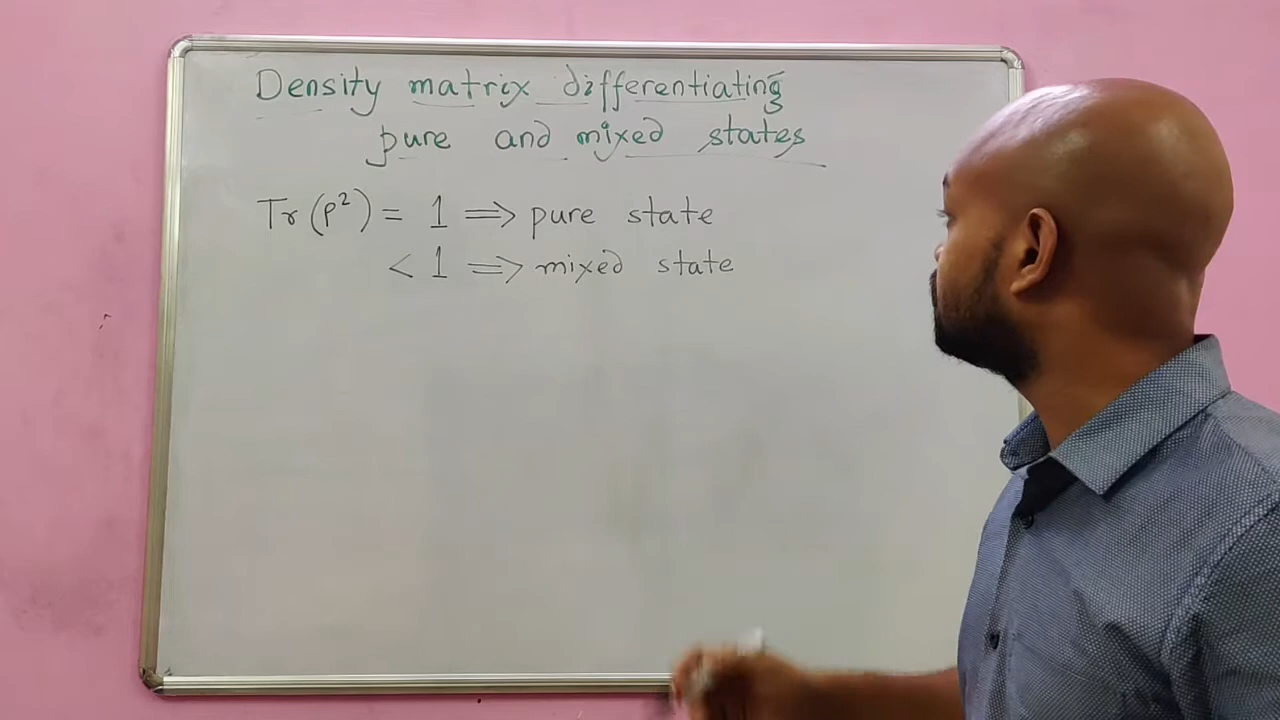 Density matrix differentiating
pure and mixed states
Tr(ρ²) = 1 ⟹ pure state
< 1 ⟹ mixed state